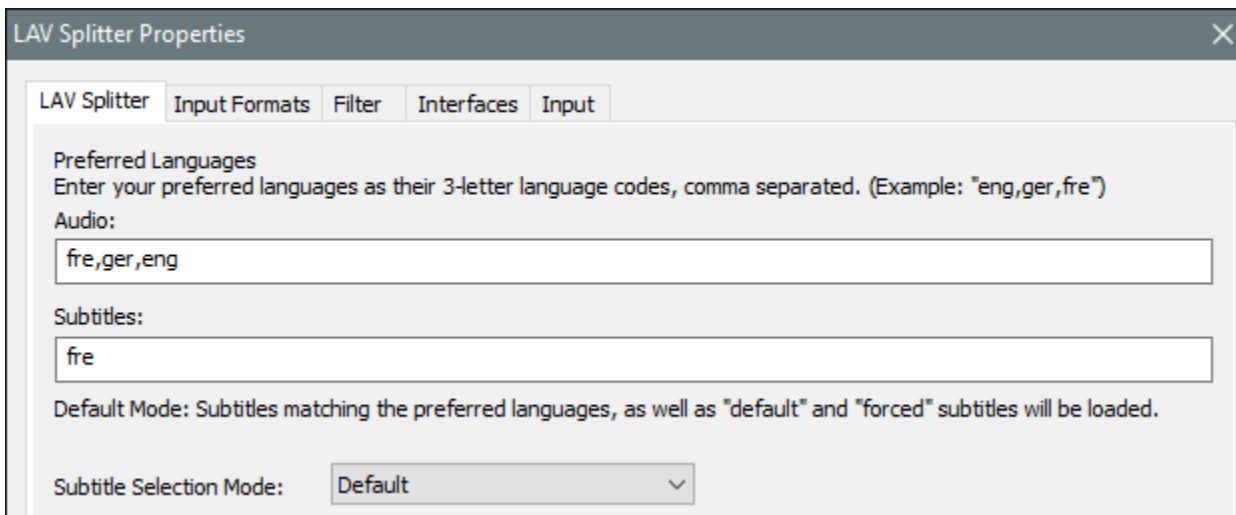 LAV Splitter Properties
LAV Splitter Input Formats Filter Interfaces Input
Preferred Languages
Enter your preferred languages as their 3-letter language codes, comma separated. (Example: "eng,ger,fre")
Audio:
fre,ger,eng
Subtitles:
fre
Default Mode: Subtitles matching the preferred languages, as well as "default" and "forced" subtitles will be loaded.
Subtitle Selection Mode: Default